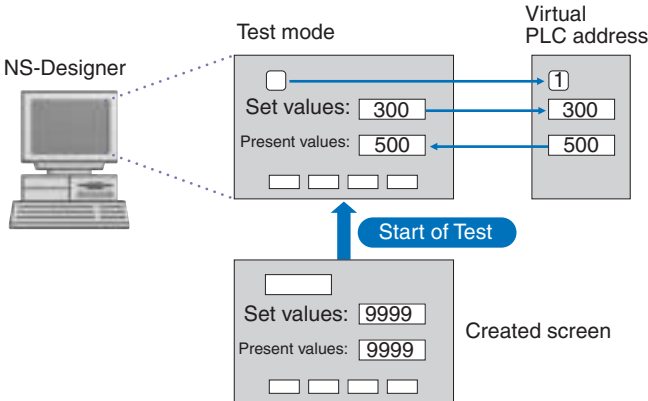 Virtual
PLC address
Test mode
NS-Designer
1
Set values: 300
300
Present values: 500
500
Start of Test
Set values: 9999
Created screen
Present values: 9999